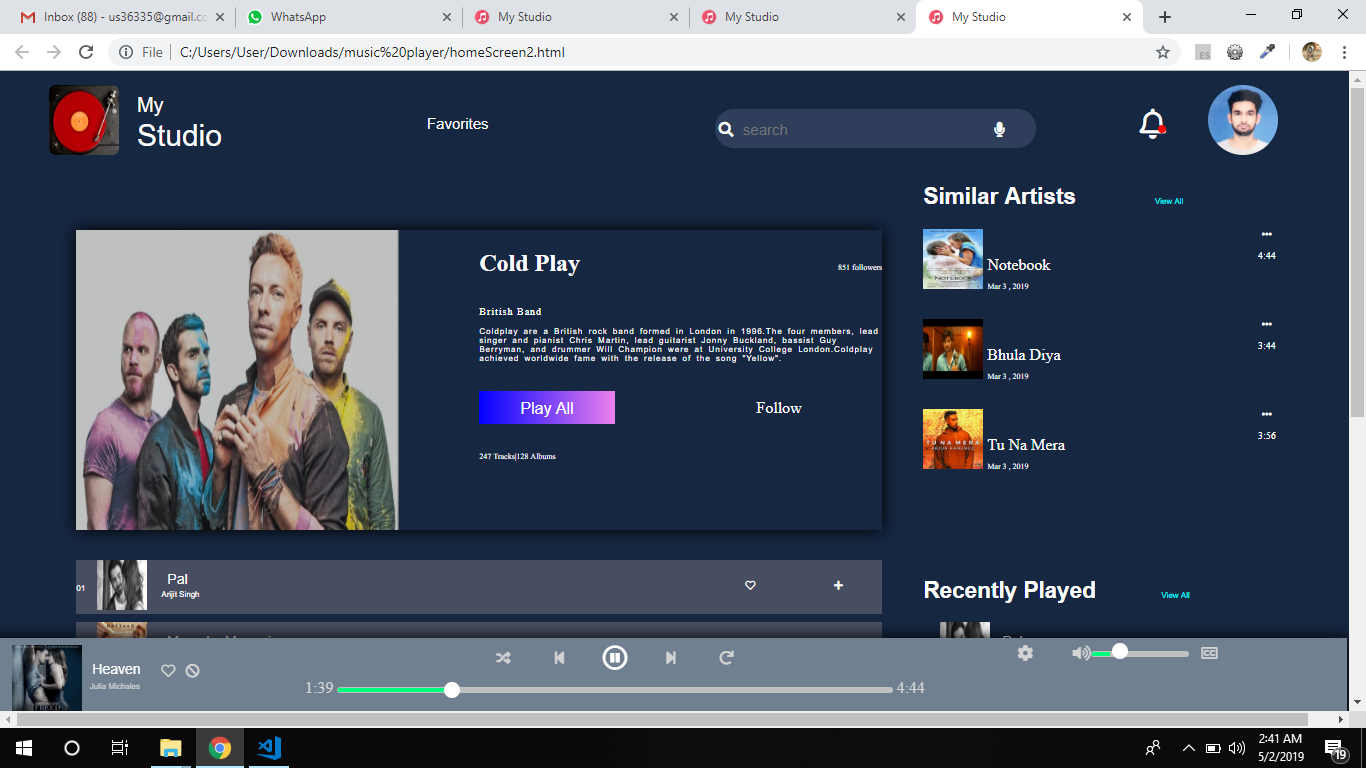 Inbox (88) - us36335@gmail.c
WhatsApp
My Studio
My Studio
My Studio
File
C:/Users/User/Downloads/music%20player/homeScreen2.html
ES
My
Studio
Favorites
search
Similar Artists
View All
Cold Play
851 followers
British Band
Coldplay are a British rock band formed in London in 1996.The four members, lead
singer and pianist Chris Martin, lead guitarist Jonny Buckland, bassist Guy
Berryman, and drummer Will Champion were at University College London.Coldplay
achieved worldwide fame with the release of the song "Yellow".
Play All
Follow
247 Tracks|128 Albums
NOTEBOOK
Notebook
Mar 3 , 2019
4:44
Bhula Diya
Mar 3 , 2019
3:44
TU NA MERA
Tu Na Mera
Mar 3 , 2019
3:56
01
Pal
Arijit Singh
Recently Played
View All
Heaven
Julia Michales
1:39
4:44
CC
2:41 AM
5/2/2019
19